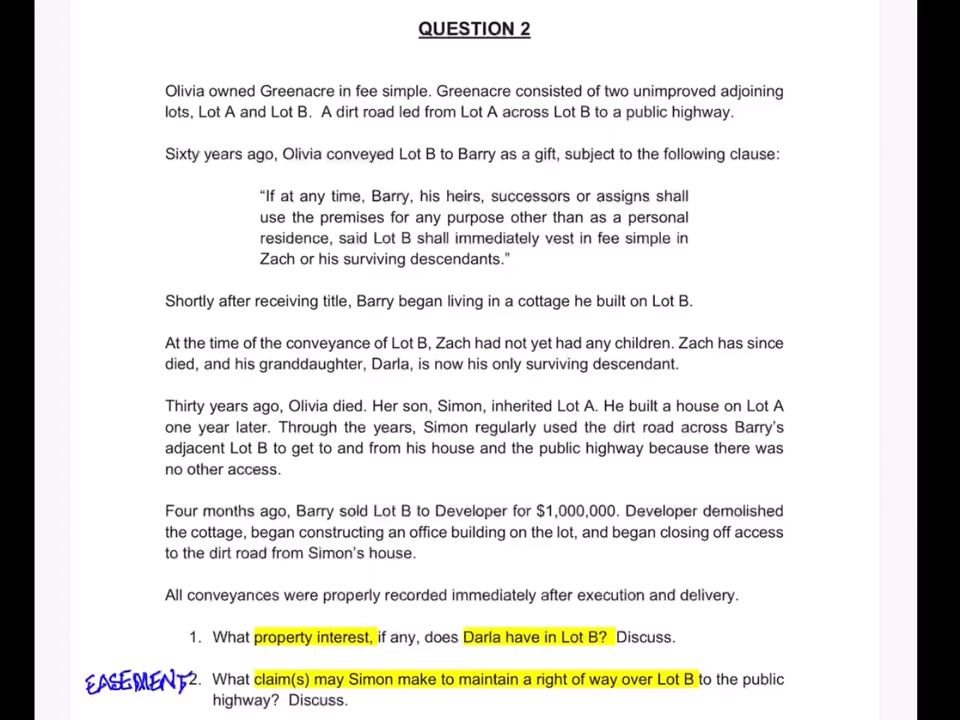 QUESTION 2
Olivia owned Greenacre in fee simple. Greenacre consisted of two unimproved adjoining
lots, Lot A and Lot B. A dirt road led from Lot A across Lot B to a public highway.
Sixty years ago, Olivia conveyed Lot B to Barry as a gift, subject to the following clause:
“If at any time, Barry, his heirs, successors or assigns shall
use the premises for any purpose other than as a personal
residence, said Lot B shall immediately vest in fee simple in
Zach or his surviving descendants.”
Shortly after receiving title, Barry began living in a cottage he built on Lot B.
At the time of the conveyance of Lot B, Zach had not yet had any children. Zach has since
died, and his granddaughter, Darla, is now his only surviving descendant.
Thirty years ago, Olivia died. Her son, Simon, inherited Lot A. He built a house on Lot A
one year later. Through the years, Simon regularly used the dirt road across Barry’s
adjacent Lot B to get to and from his house and the public highway because there was
no other access.
Four months ago, Barry sold Lot B to Developer for $1,000,000. Developer demolished
the cottage, began constructing an office building on the lot, and began closing off access
to the dirt road from Simon’s house.
All conveyances were properly recorded immediately after execution and delivery.
1. What property interest, if any, does Darla have in Lot B? Discuss.
EASEMENT 2. What claim(s) may Simon make to maintain a right of way over Lot B to the public
highway? Discuss.